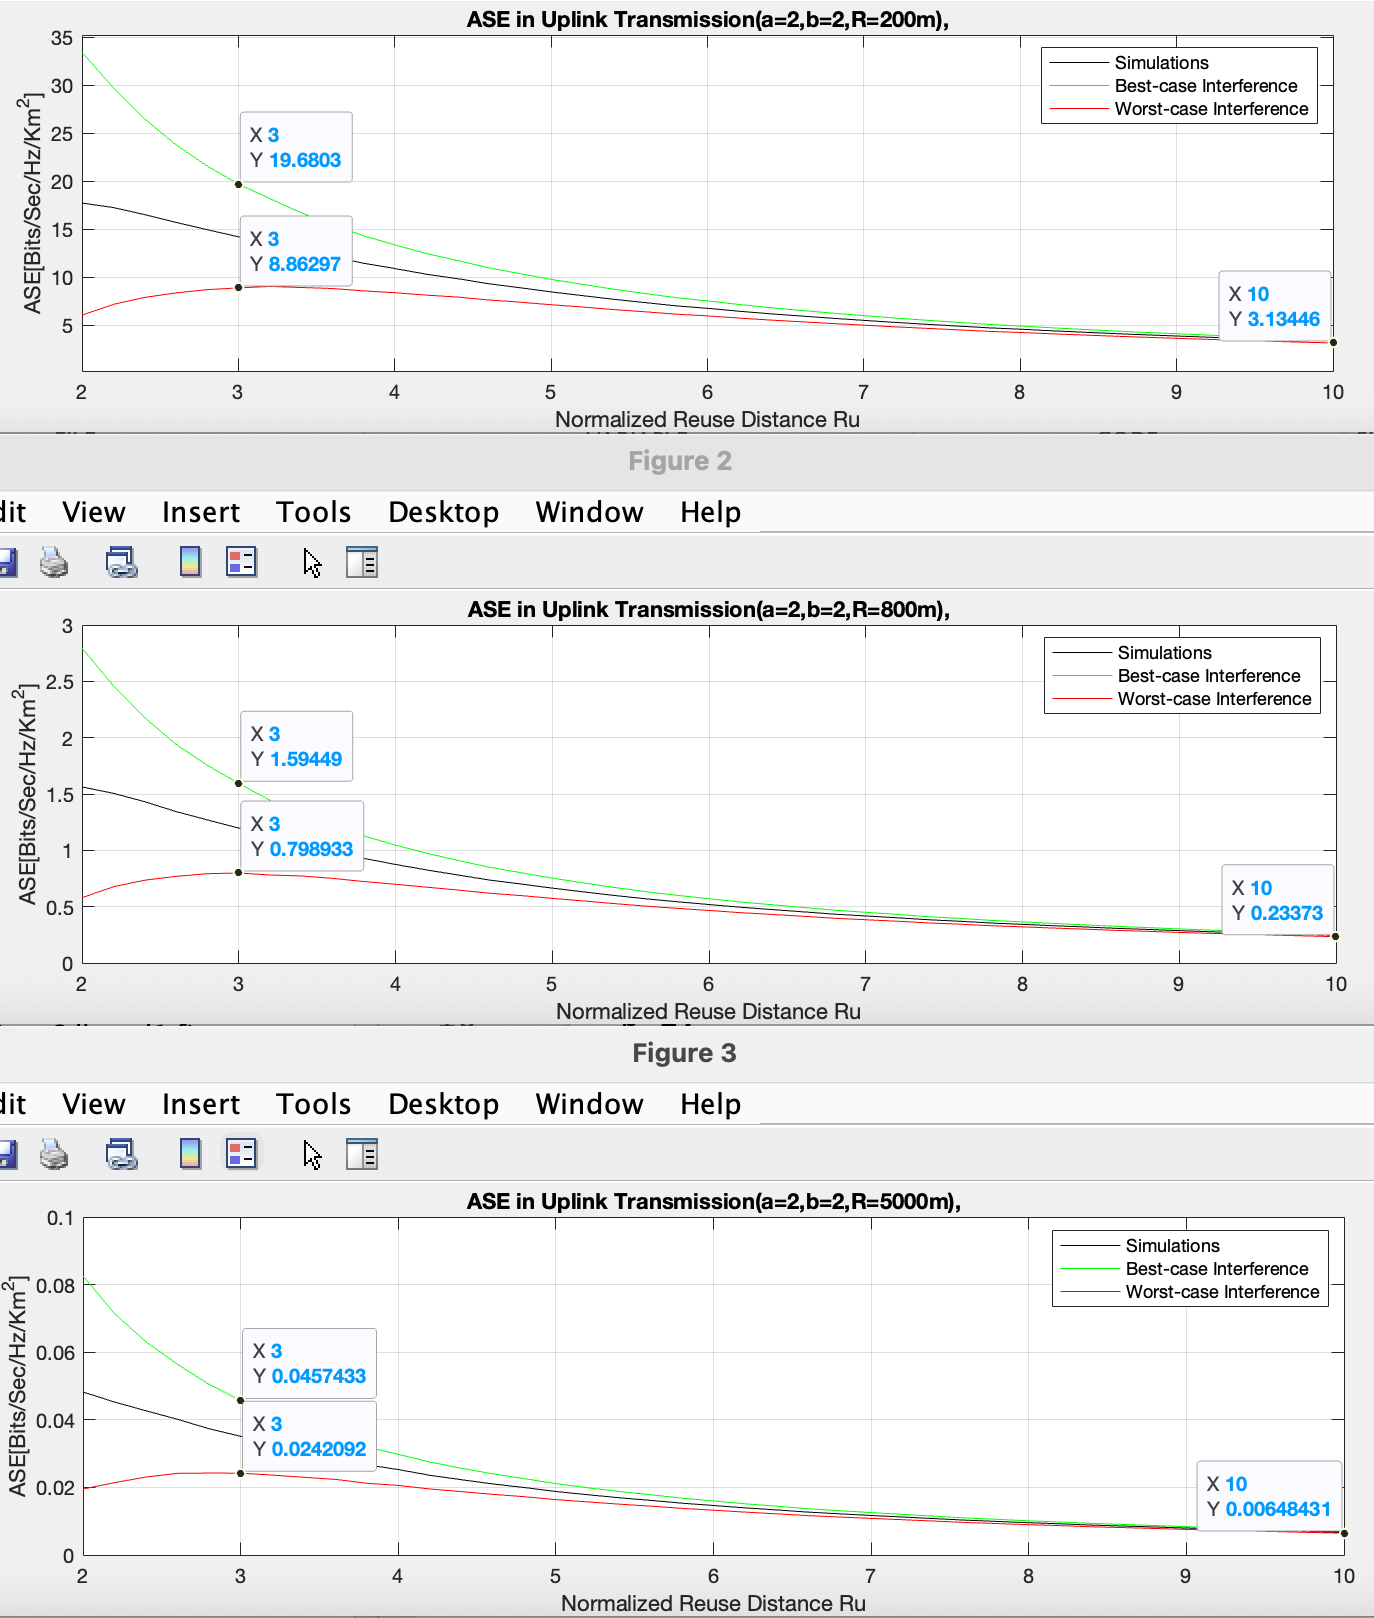 ASE in Uplink Transmission(a=2,b=2,R=200m),
ASE[Bits/Sec/Hz/Km2]
35
30
25
20
15
10
5
Simulations
Best-case Interference
Worst-case Interference
X 3
Y 19.6803
X 3
Y 8.86297
X 10
Y 3.13446
2 3 4 5 6 7 8 9 10
Normalized Reuse Distance Ru
Figure 2
dit View Insert Tools Desktop Window Help
ASE in Uplink Transmission(a=2,b=2,R=800m),
ASE[Bits/Sec/Hz/Km2]
3
2.5
2
1.5
1
0.5
0
Simulations
Best-case Interference
Worst-case Interference
X 3
Y 1.59449
X 3
Y 0.798933
X 10
Y 0.23373
2 3 4 5 6 7 8 9 10
Normalized Reuse Distance Ru
Figure 3
dit View Insert Tools Desktop Window Help
ASE in Uplink Transmission(a=2,b=2,R=5000m),
ASE[Bits/Sec/Hz/Km2]
0.1
0.08
0.06
0.04
0.02
0
Simulations
Best-case Interference
Worst-case Interference
X 3
Y 0.0457433
X 3
Y 0.0242092
X 10
Y 0.00648431
2 3 4 5 6 7 8 9 10
Normalized Reuse Distance Ru